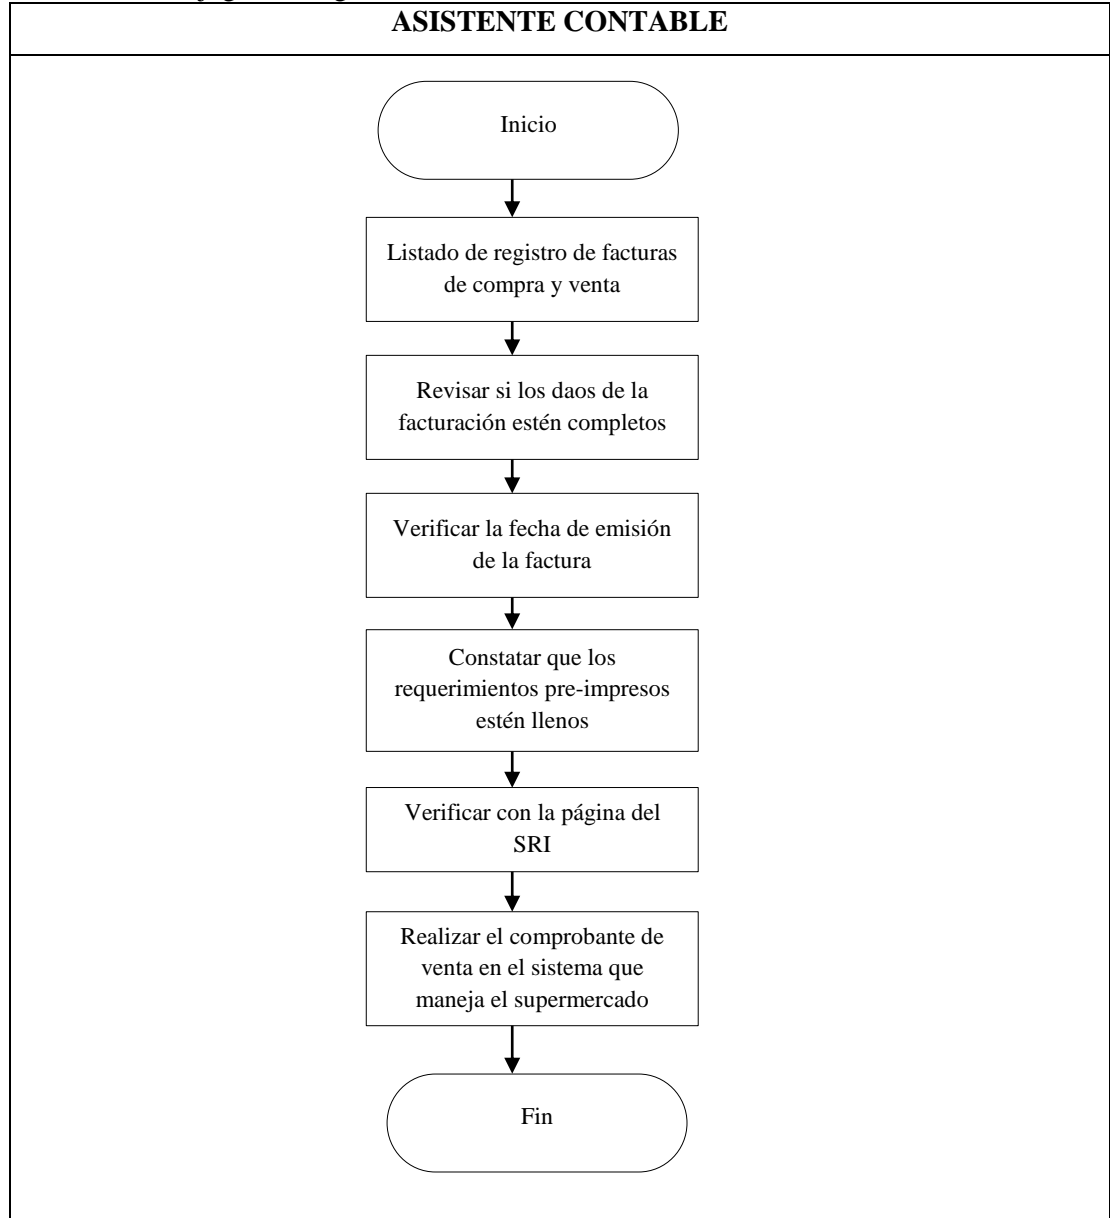 ASISTENTE CONTABLE
Inicio
Listado de registro de facturas
de compra y venta
Revisar si los daos de la
facturación estén completos
Verificar la fecha de emisión
de la factura
Constatar que los
requerimientos pre-impresos
estén llenos
Verificar con la página del
SRI
Realizar el comprobante de
venta en el sistema que
maneja el supermercado
Fin